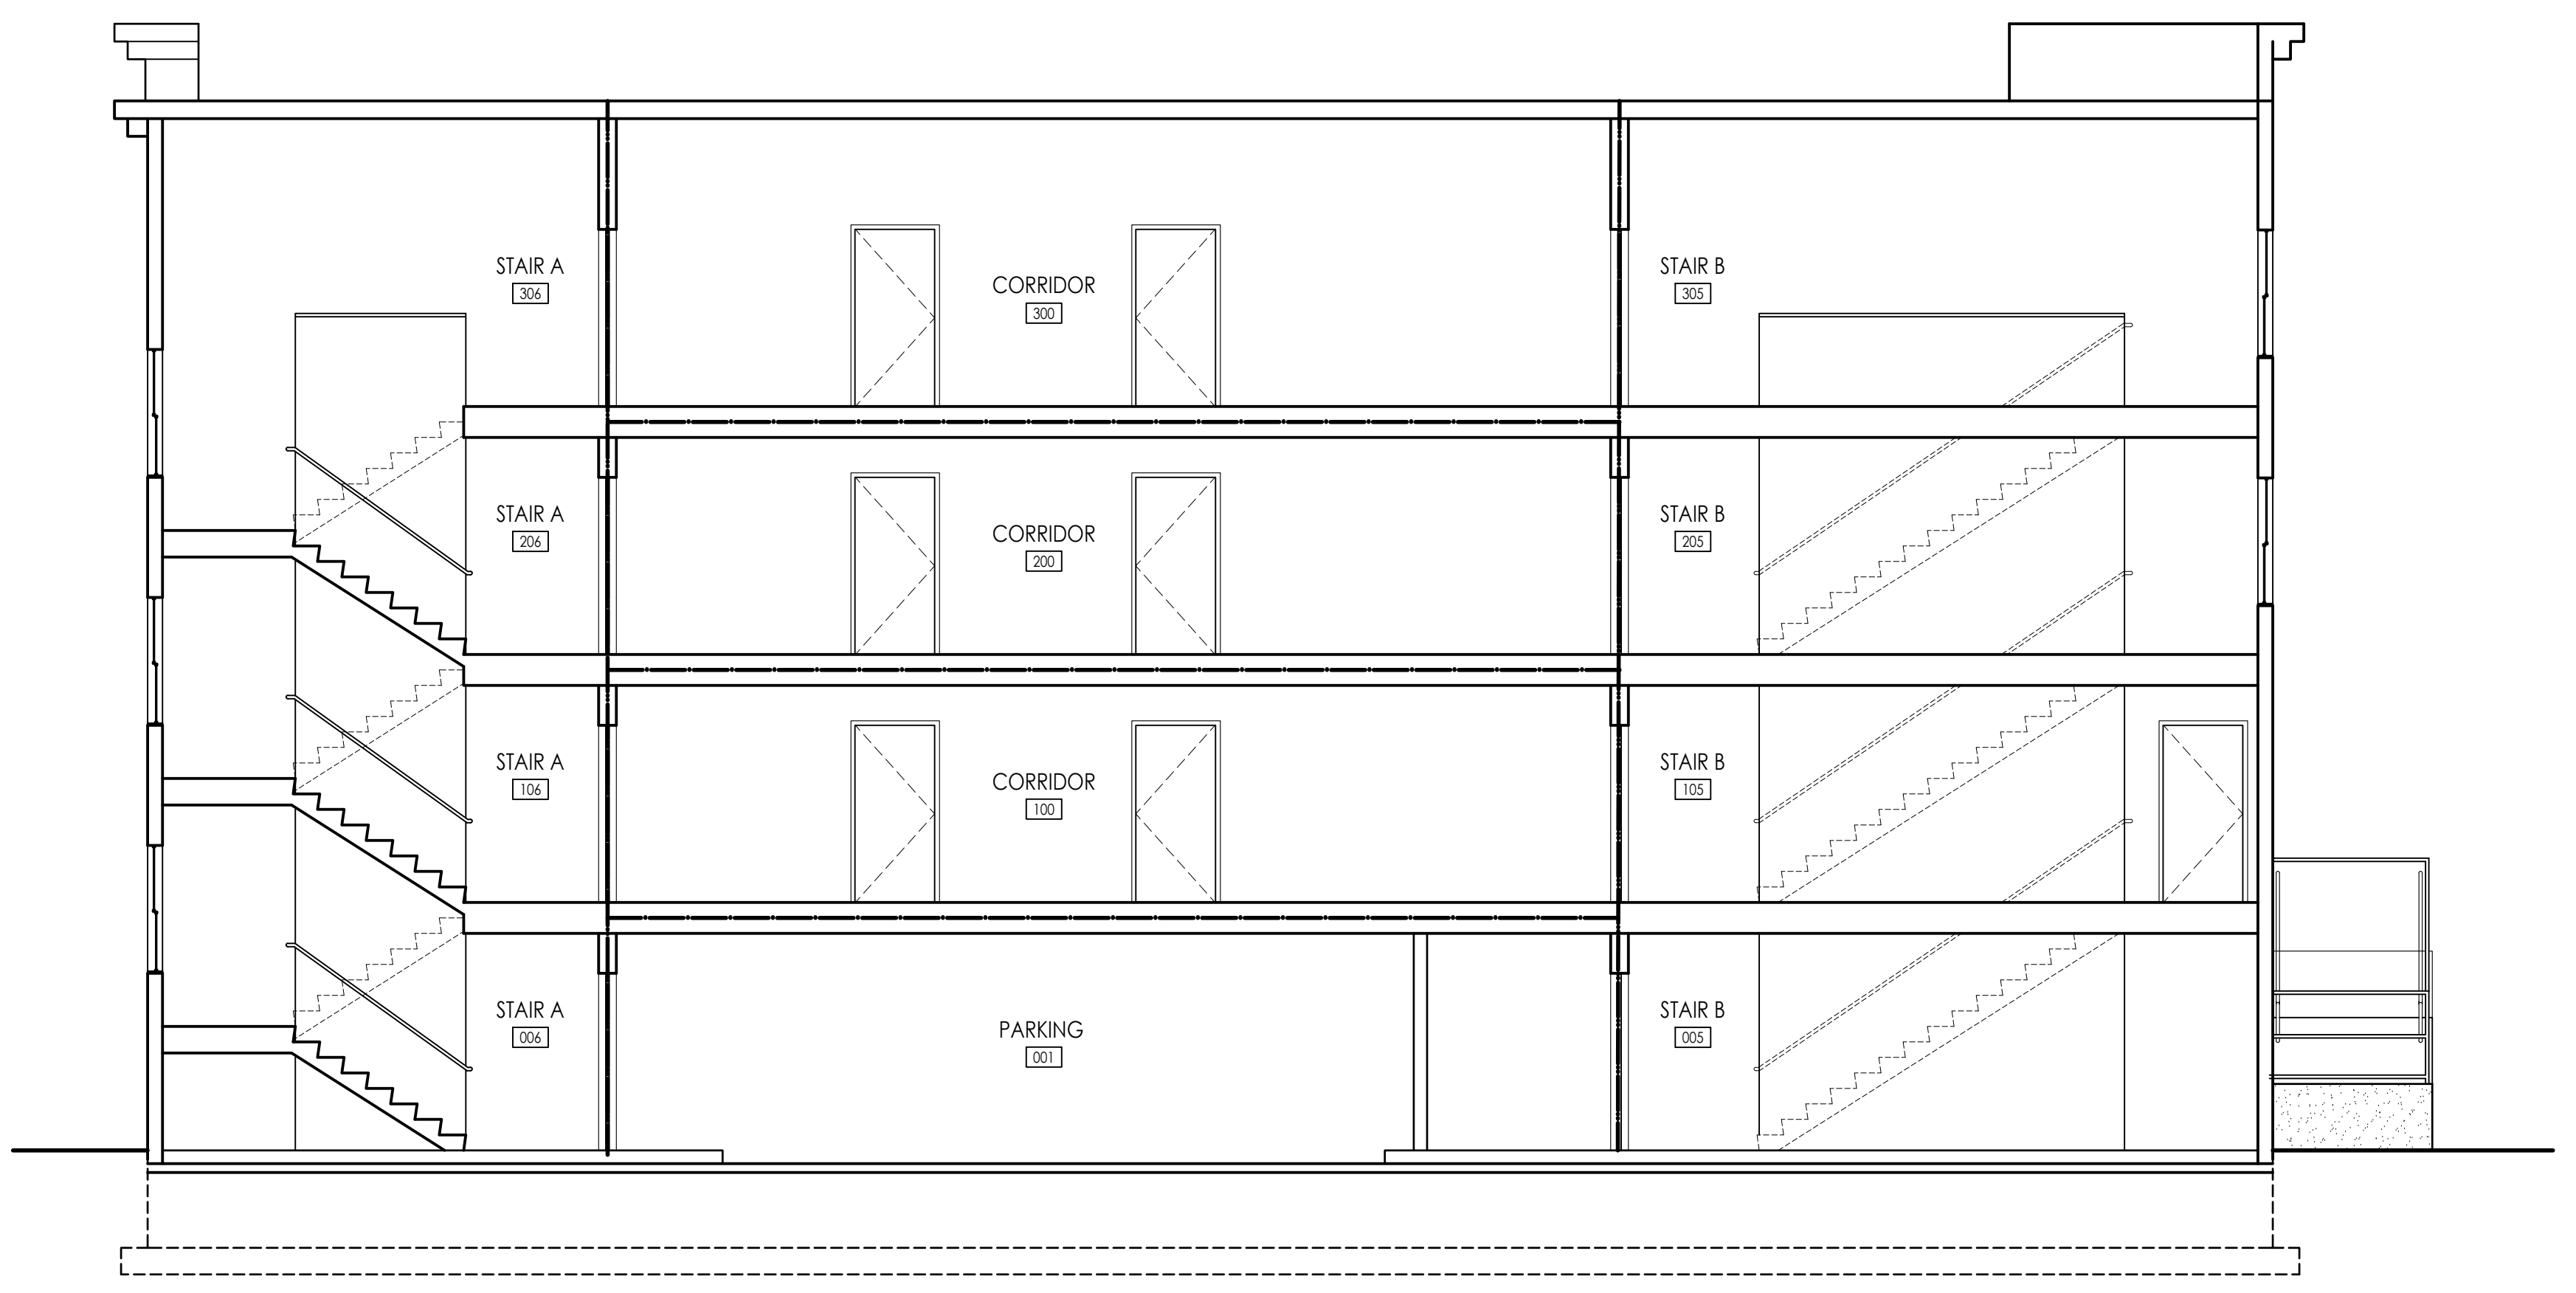 STAIR A
306
CORRIDOR
300
STAIR B
305
STAIR A
206
CORRIDOR
200
STAIR B
205
STAIR A
106
CORRIDOR
100
STAIR B
105
STAIR A
006
PARKING
001
STAIR B
005